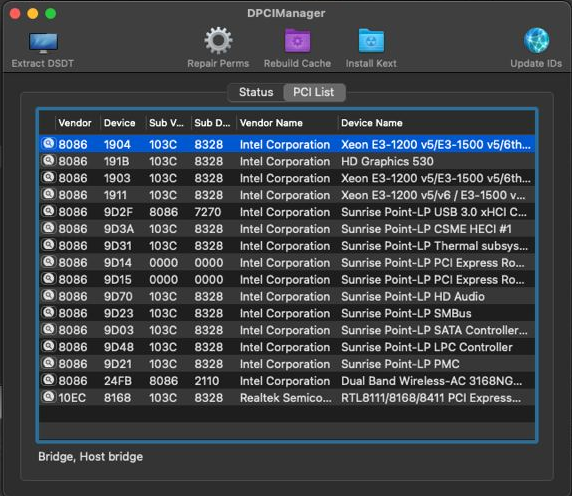 DPCIManager
Extract DSDT Repair Perms Rebuild Cache Install Kext Update IDs
Status PCI List
Vendor Device Sub V... Sub D... Vendor Name Device Name
8086 1904 103C 8328 Intel Corporation Xeon E3-1200 v5/E3-1500 v5/6th...
8086 191B 103C 8328 Intel Corporation HD Graphics 530
8086 1903 103C 8328 Intel Corporation Xeon E3-1200 v5/E3-1500 v5/6th...
8086 1911 103C 8328 Intel Corporation Xeon E3-1200 v5/v6 / E3-1500 v...
8086 9D2F 8086 7270 Intel Corporation Sunrise Point-LP USB 3.0 xHCI C...
8086 9D3A 103C 8328 Intel Corporation Sunrise Point-LP CSME HECI #1
8086 9D31 103C 8328 Intel Corporation Sunrise Point-LP Thermal subsys...
8086 9D14 0000 0000 Intel Corporation Sunrise Point-LP PCI Express Ro...
8086 9D15 0000 0000 Intel Corporation Sunrise Point-LP PCI Express Ro...
8086 9D70 103C 8328 Intel Corporation Sunrise Point-LP HD Audio
8086 9D23 103C 8328 Intel Corporation Sunrise Point-LP SMBus
8086 9D03 103C 8328 Intel Corporation Sunrise Point-LP SATA Controller...
8086 9D48 103C 8328 Intel Corporation Sunrise Point-LP LPC Controller
8086 9D21 103C 8328 Intel Corporation Sunrise Point-LP PMC
8086 24FB 8086 2110 Intel Corporation Dual Band Wireless-AC 3168NG...
10EC 8168 103C 8328 Realtek Semico... RTL8111/8168/8411 PCI Express...
Bridge, Host bridge